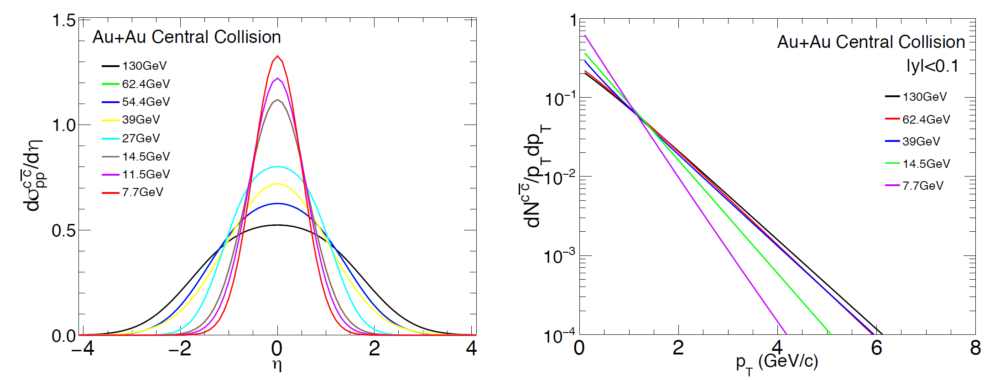 1.5
1.0
0.5
0.0
dσ_pp^{cc̅}/dη
Au+Au Central Collision
130GeV
62.4GeV
54.4GeV
39GeV
27GeV
14.5GeV
11.5GeV
7.7GeV
−4 −2 0 2 4
η
1
10⁻¹
10⁻²
10⁻³
10⁻⁴
dN^{cc̅}/p_T dp_T
Au+Au Central Collision
|y|<0.1
130GeV
62.4GeV
39GeV
14.5GeV
7.7GeV
0 2 4 6 8
p_T (GeV/c)